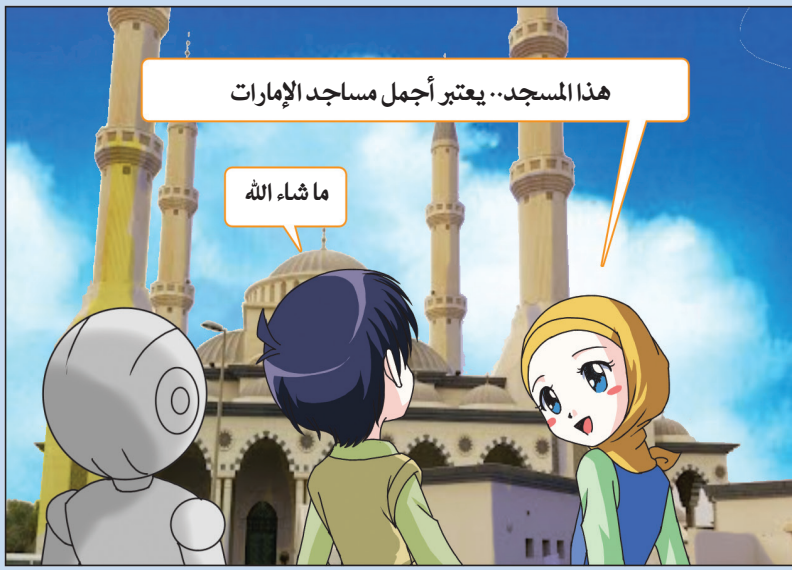 هذا المسجد.. يعتبر أجمل مساجد الإمارات
ما شاء الله